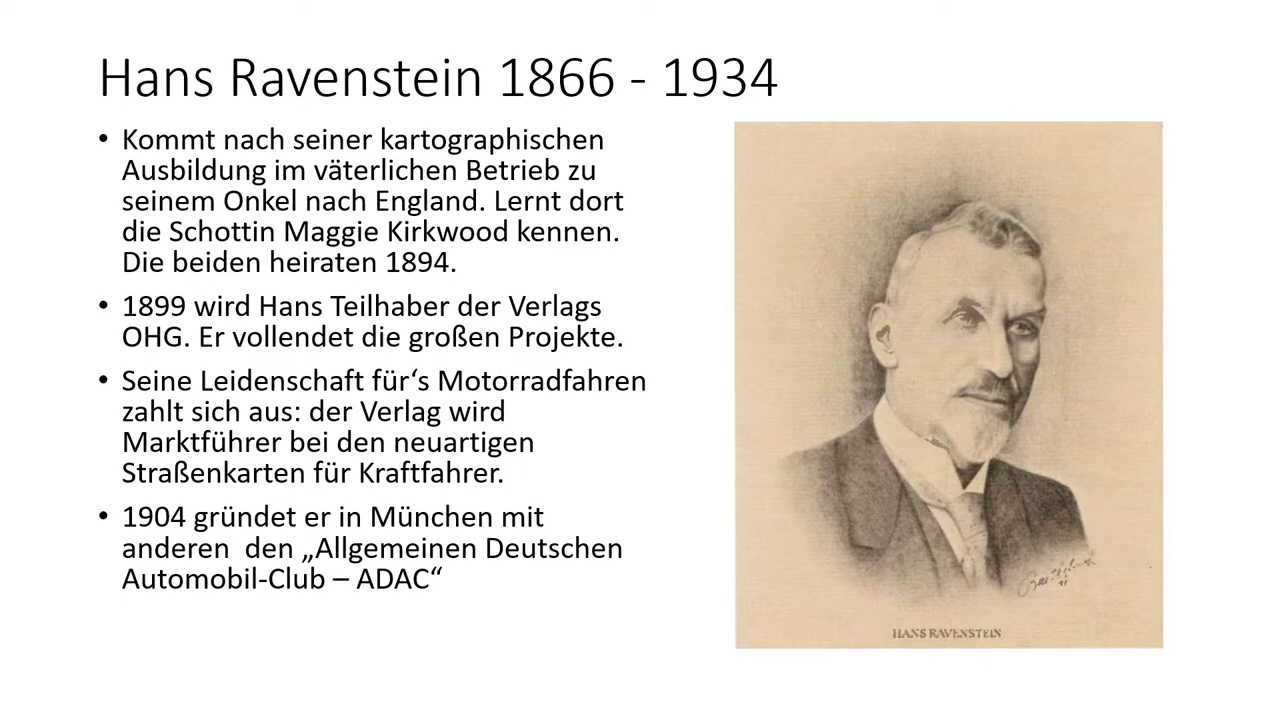 Hans Ravenstein 1866 - 1934
• Kommt nach seiner kartographischen
Ausbildung im väterlichen Betrieb zu
seinem Onkel nach England. Lernt dort
die Schottin Maggie Kirkwood kennen.
Die beiden heiraten 1894.
• 1899 wird Hans Teilhaber der Verlags
OHG. Er vollendet die großen Projekte.
• Seine Leidenschaft für‘s Motorradfahren
zahlt sich aus: der Verlag wird
Marktführer bei den neuartigen
Straßenkarten für Kraftfahrer.
• 1904 gründet er in München mit
anderen  den „Allgemeinen Deutschen
Automobil-Club – ADAC“
HANS RAVENSTEIN